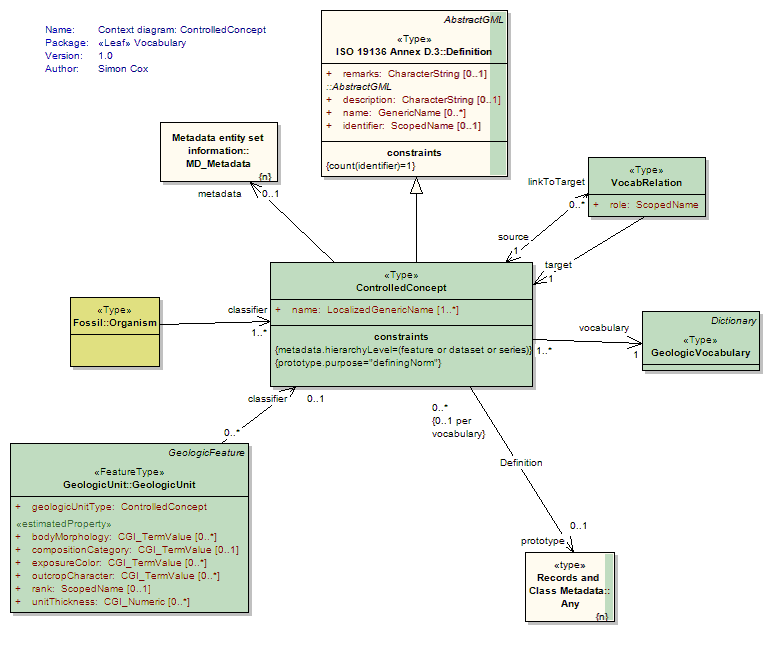 Name: Context diagram: ControlledConcept
Package: «Leaf» Vocabulary
Version: 1.0
Author: Simon Cox
AbstractGML
«Type»
ISO 19136 Annex D.3::Definition
+ remarks: CharacterString [0..1]
::AbstractGML
+ description: CharacterString [0..1]
+ name: GenericName [0..*]
+ identifier: ScopedName [0..1]
constraints
{count(identifier)=1}
Metadata entity set
information::
MD_Metadata
{n}
metadata
0..1
«Type»
VocabRelation
+ role: ScopedName
linkToTarget
0..*
source
1
target
1
«Type»
ControlledConcept
+ name: LocalizedGenericName [1..*]
constraints
{metadata.hierarchyLevel=(feature or dataset or series)}
{prototype.purpose="definingNorm"}
«Type»
Fossil::Organism
classifier
1..*
vocabulary
1..*
1
Dictionary
«Type»
GeologicVocabulary
classifier
0..1
0..*
0..*
{0..1 per
vocabulary}
Definition
0..1
prototype
GeologicFeature
«FeatureType»
GeologicUnit::GeologicUnit
+ geologicUnitType: ControlledConcept
«estimatedProperty»
+ bodyMorphology: CGI_TermValue [0..*]
+ compositionCategory: CGI_TermValue [0..1]
+ exposureColor: CGI_TermValue [0..*]
+ outcropCharacter: CGI_TermValue [0..*]
+ rank: ScopedName [0..1]
+ unitThickness: CGI_Numeric [0..*]
«type»
Records and
Class Metadata::
Any
{n}